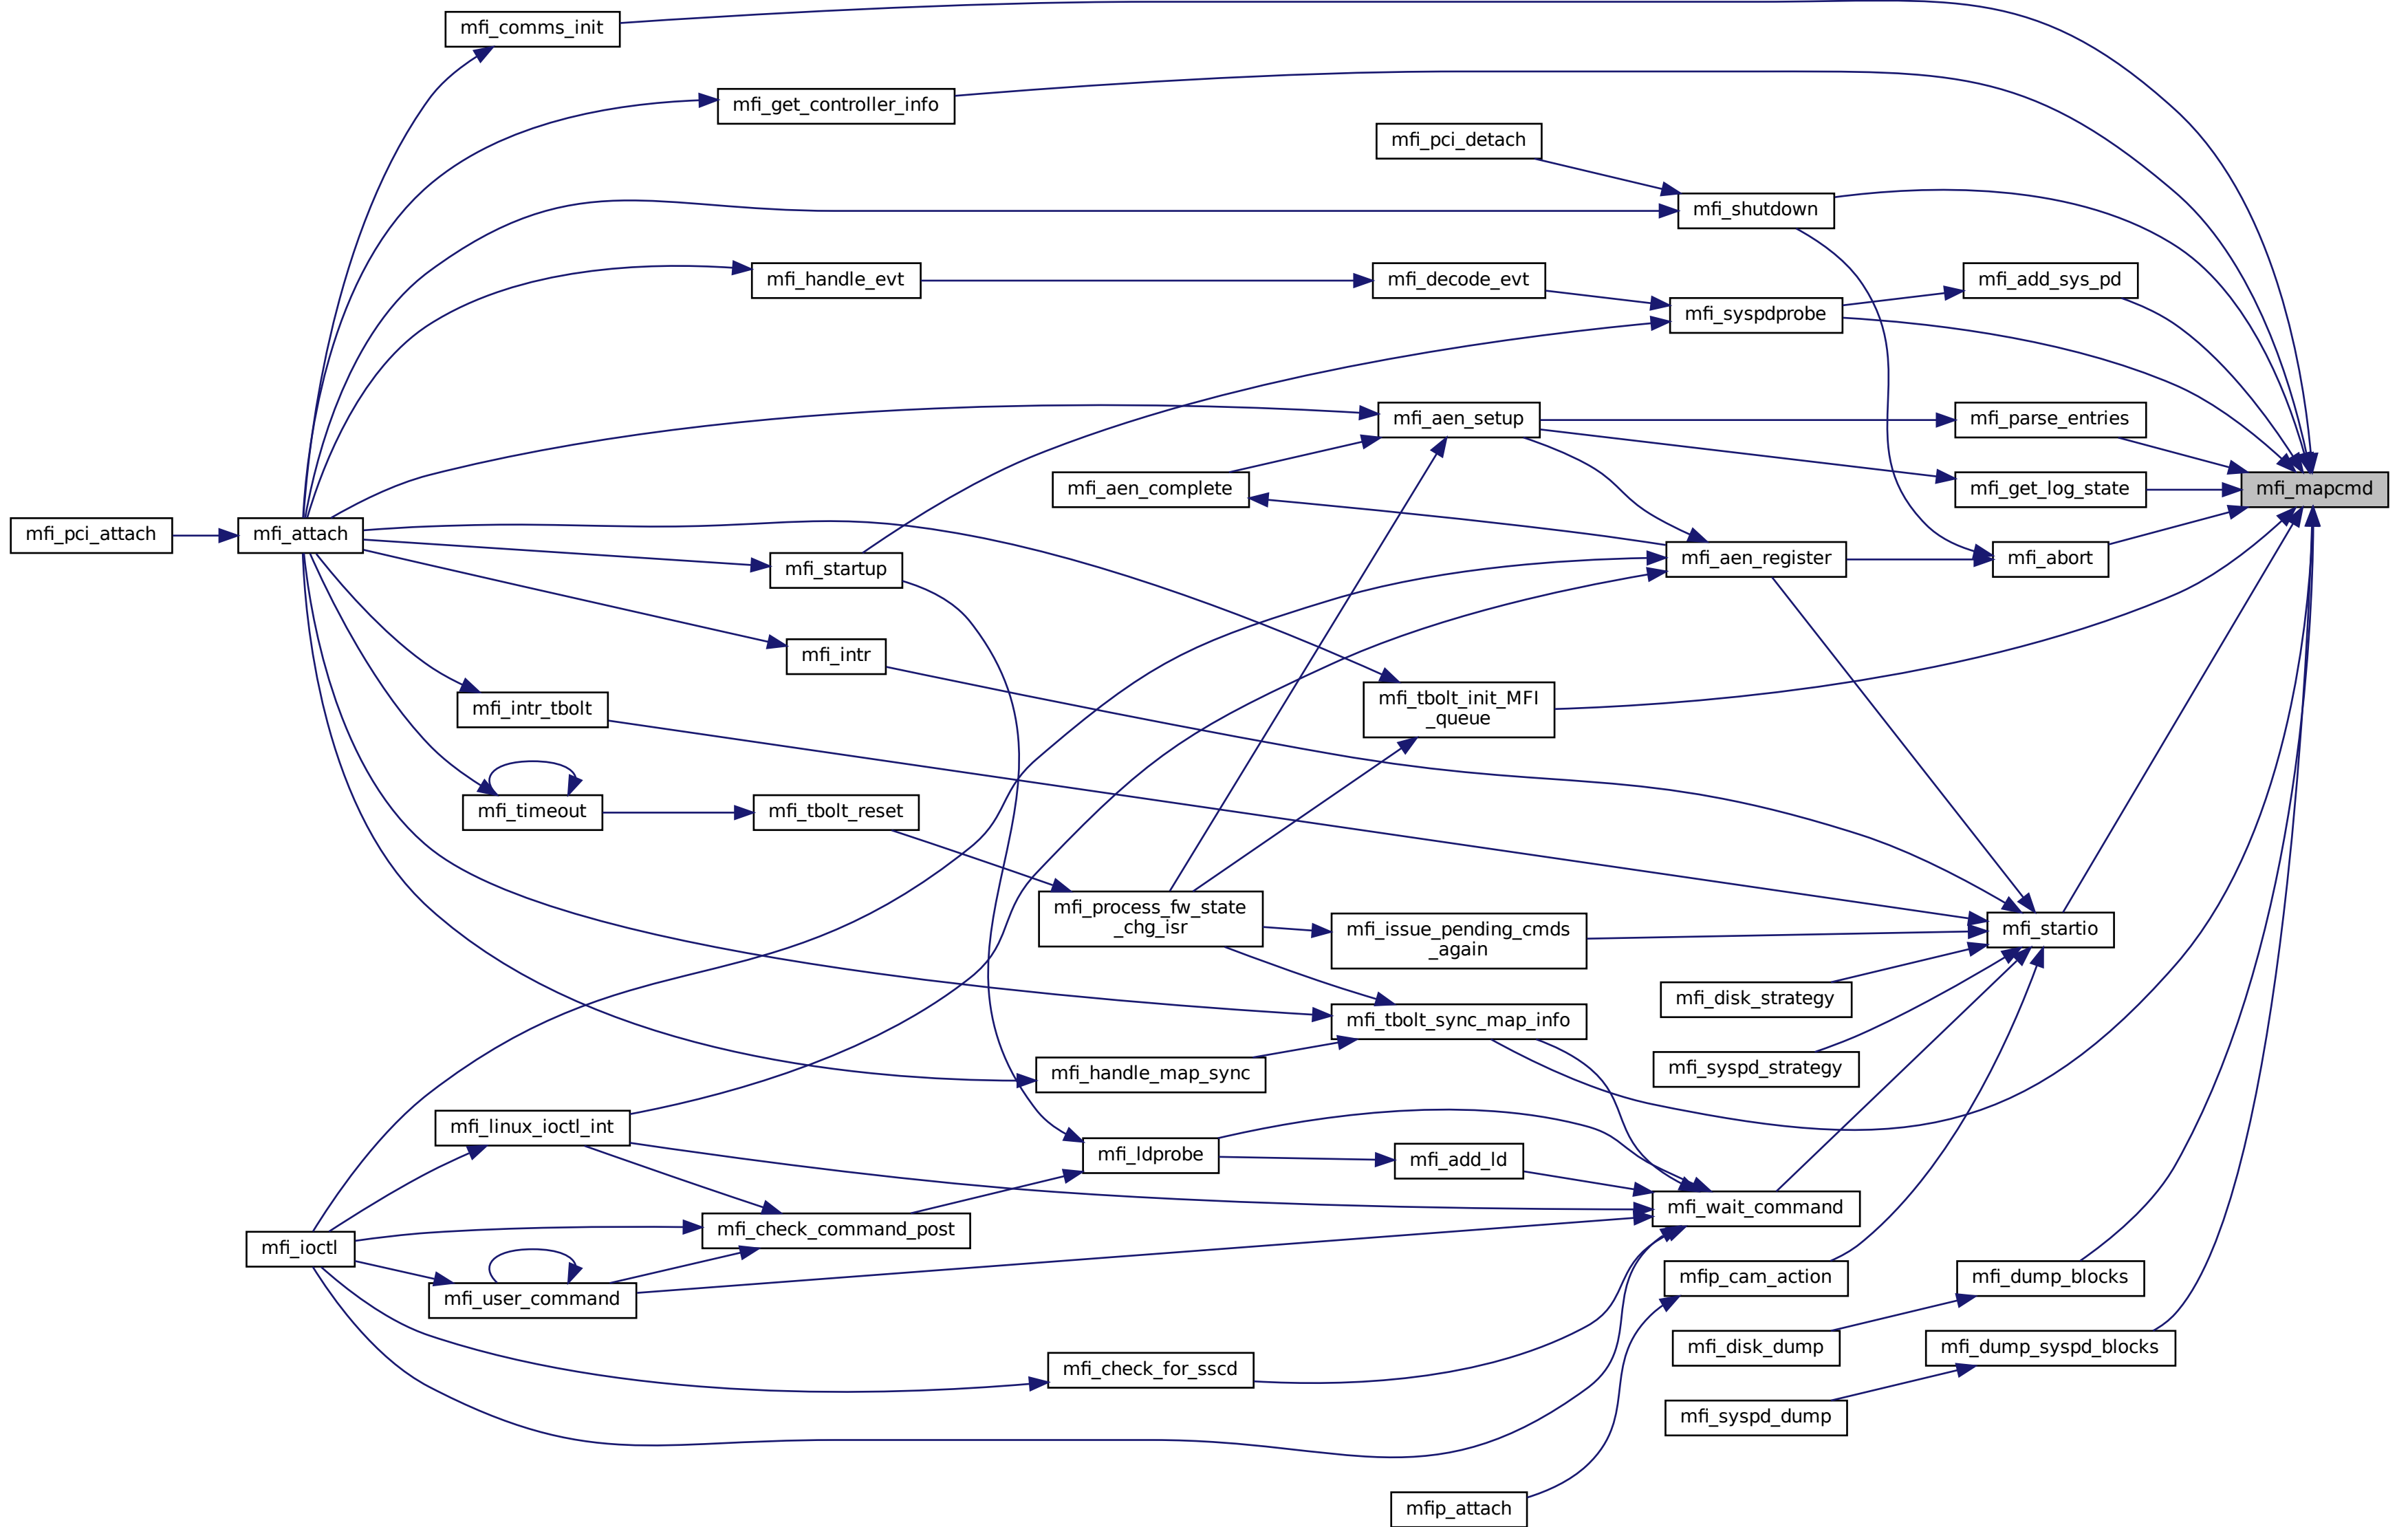 mfi_comms_init
mfi_get_controller_info
mfi_pci_detach
mfi_shutdown
mfi_handle_evt
mfi_decode_evt
mfi_add_sys_pd
mfi_syspdprobe
mfi_aen_setup
mfi_parse_entries
mfi_aen_complete
mfi_get_log_state
mfi_mapcmd
mfi_pci_attach
mfi_attach
mfi_startup
mfi_aen_register
mfi_abort
mfi_intr
mfi_intr_tbolt
mfi_tbolt_init_MFI
_queue
mfi_timeout
mfi_tbolt_reset
mfi_process_fw_state
_chg_isr
mfi_issue_pending_cmds
_again
mfi_startio
mfi_disk_strategy
mfi_tbolt_sync_map_info
mfi_syspd_strategy
mfi_handle_map_sync
mfi_linux_ioctl_int
mfi_ldprobe
mfi_add_ld
mfi_wait_command
mfi_check_command_post
mfi_ioctl
mfi_user_command
mfip_cam_action
mfi_dump_blocks
mfi_disk_dump
mfi_dump_syspd_blocks
mfi_check_for_sscd
mfi_syspd_dump
mfip_attach